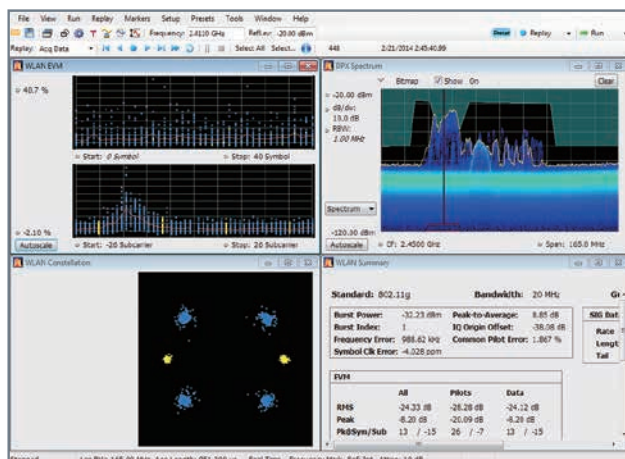 File View Run Replay Markers Setup Presets Tools Window Help
Frequency: 2.4110 GHz RefLev: -20.00 dBm Preset Replay Run
Replay: Acq Data Select All Select... 448 2/21/2014 2:45:40.99
WLAN EVM
48.7 %
Start: 0 Symbol Stop: 40 Symbol
-2.10 %
Autoscale Start: -26 Subcarrier Stop: 26 Subcarrier
DPX Spectrum
Bitmap Show On Clear
-20.00 dBm
dB/div:
10.0 dB
RBW:
1.00 MHz
Spectrum
-120.00 dBm
Autoscale CF: 2.4500 GHz Span: 165.0 MHz
WLAN Constellation
WLAN Summary
Standard: 802.11g Bandwidth: 20 MHz
Burst Power: -32.23 dBm Peak-to-Average: 8.85 dB
Burst Index: 1 IQ Origin Offset: -38.08 dB
Frequency Error: 988.62 kHz Common Pilot Error: 1.867 %
Symbol Clk Error: -4.028 ppm
Rate
Tail
EVM
All Pilots Data
RMS -24.33 dB -28.28 dB -24.12 dB
Peak -8.20 dB -20.09 dB -8.20 dB
Pk@Sym/Sub 13 / -15 26 / -7 13 / -15